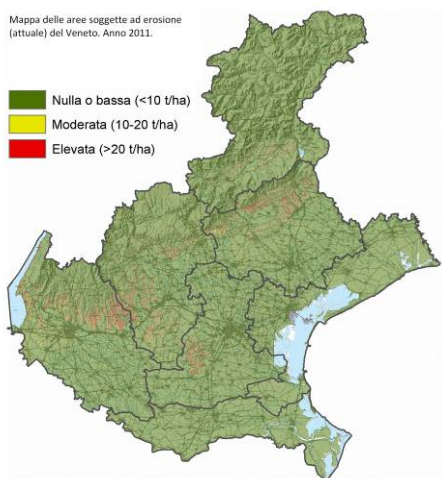 Mappa delle aree soggette ad erosione
(attuale) del Veneto. Anno 2011.
Nulla o bassa (<10 t/ha)
Moderata (10-20 t/ha)
Elevata (>20 t/ha)